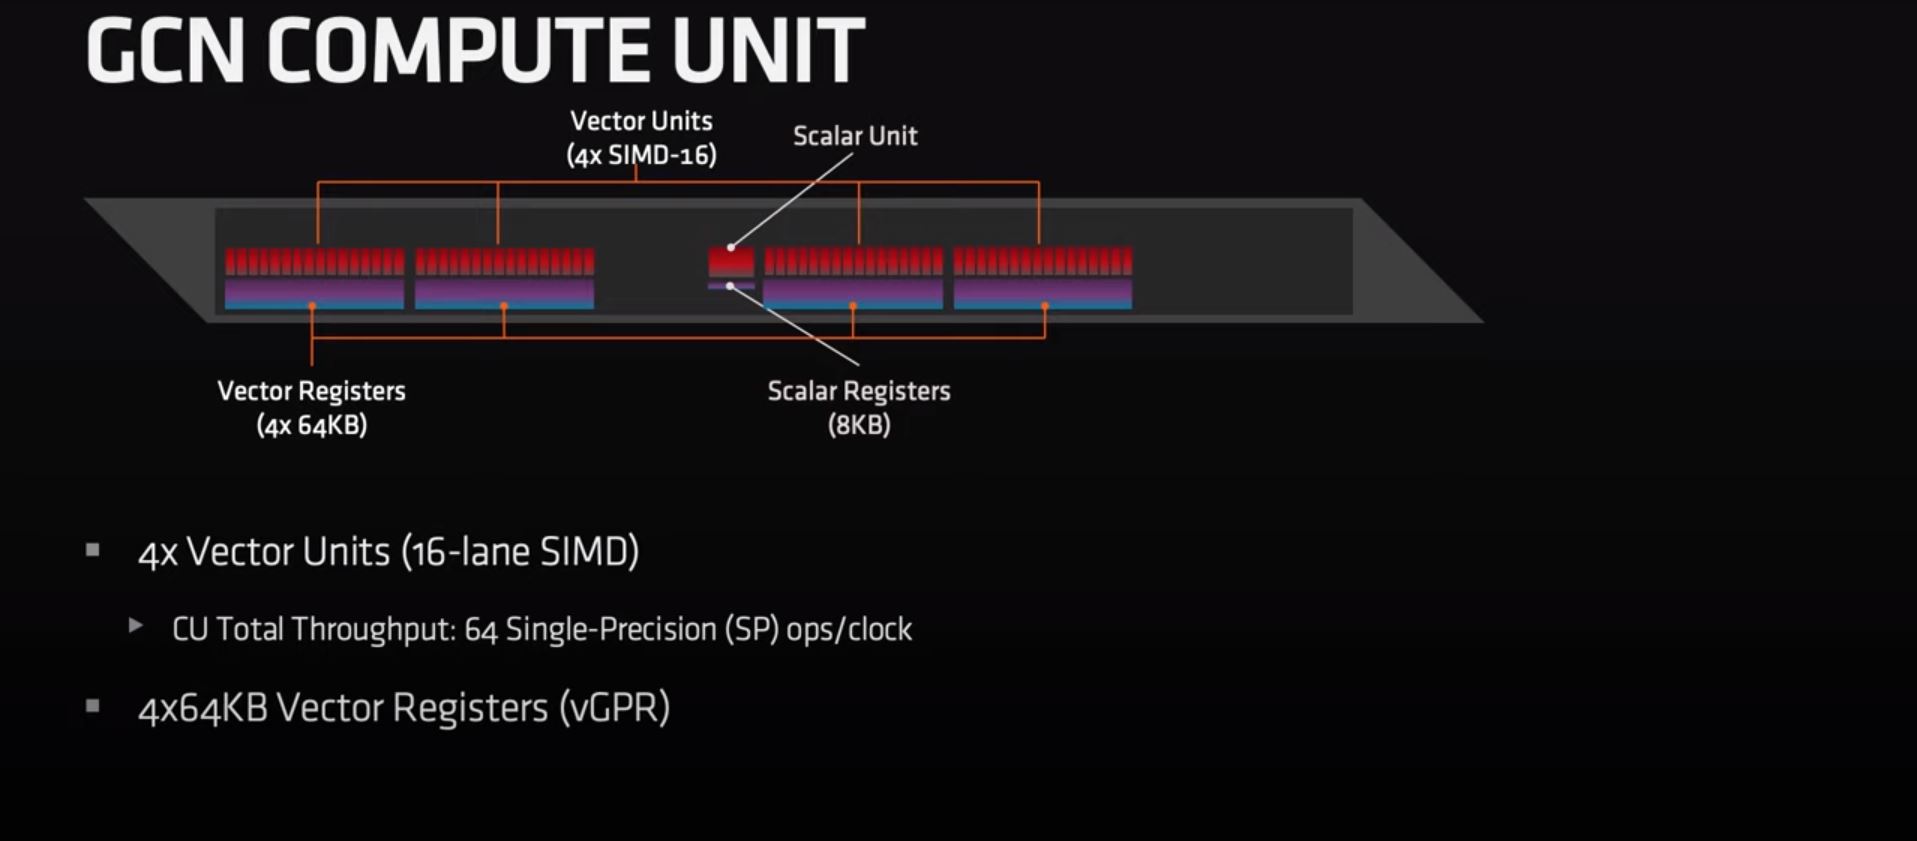 GCN COMPUTE UNIT
Vector Units
(4x SIMD-16)
Scalar Unit
Vector Registers
(4x 64KB)
Scalar Registers
(8KB)
4x Vector Units (16-lane SIMD)
CU Total Throughput: 64 Single-Precision (SP) ops/clock
4x64KB Vector Registers (vGPR)